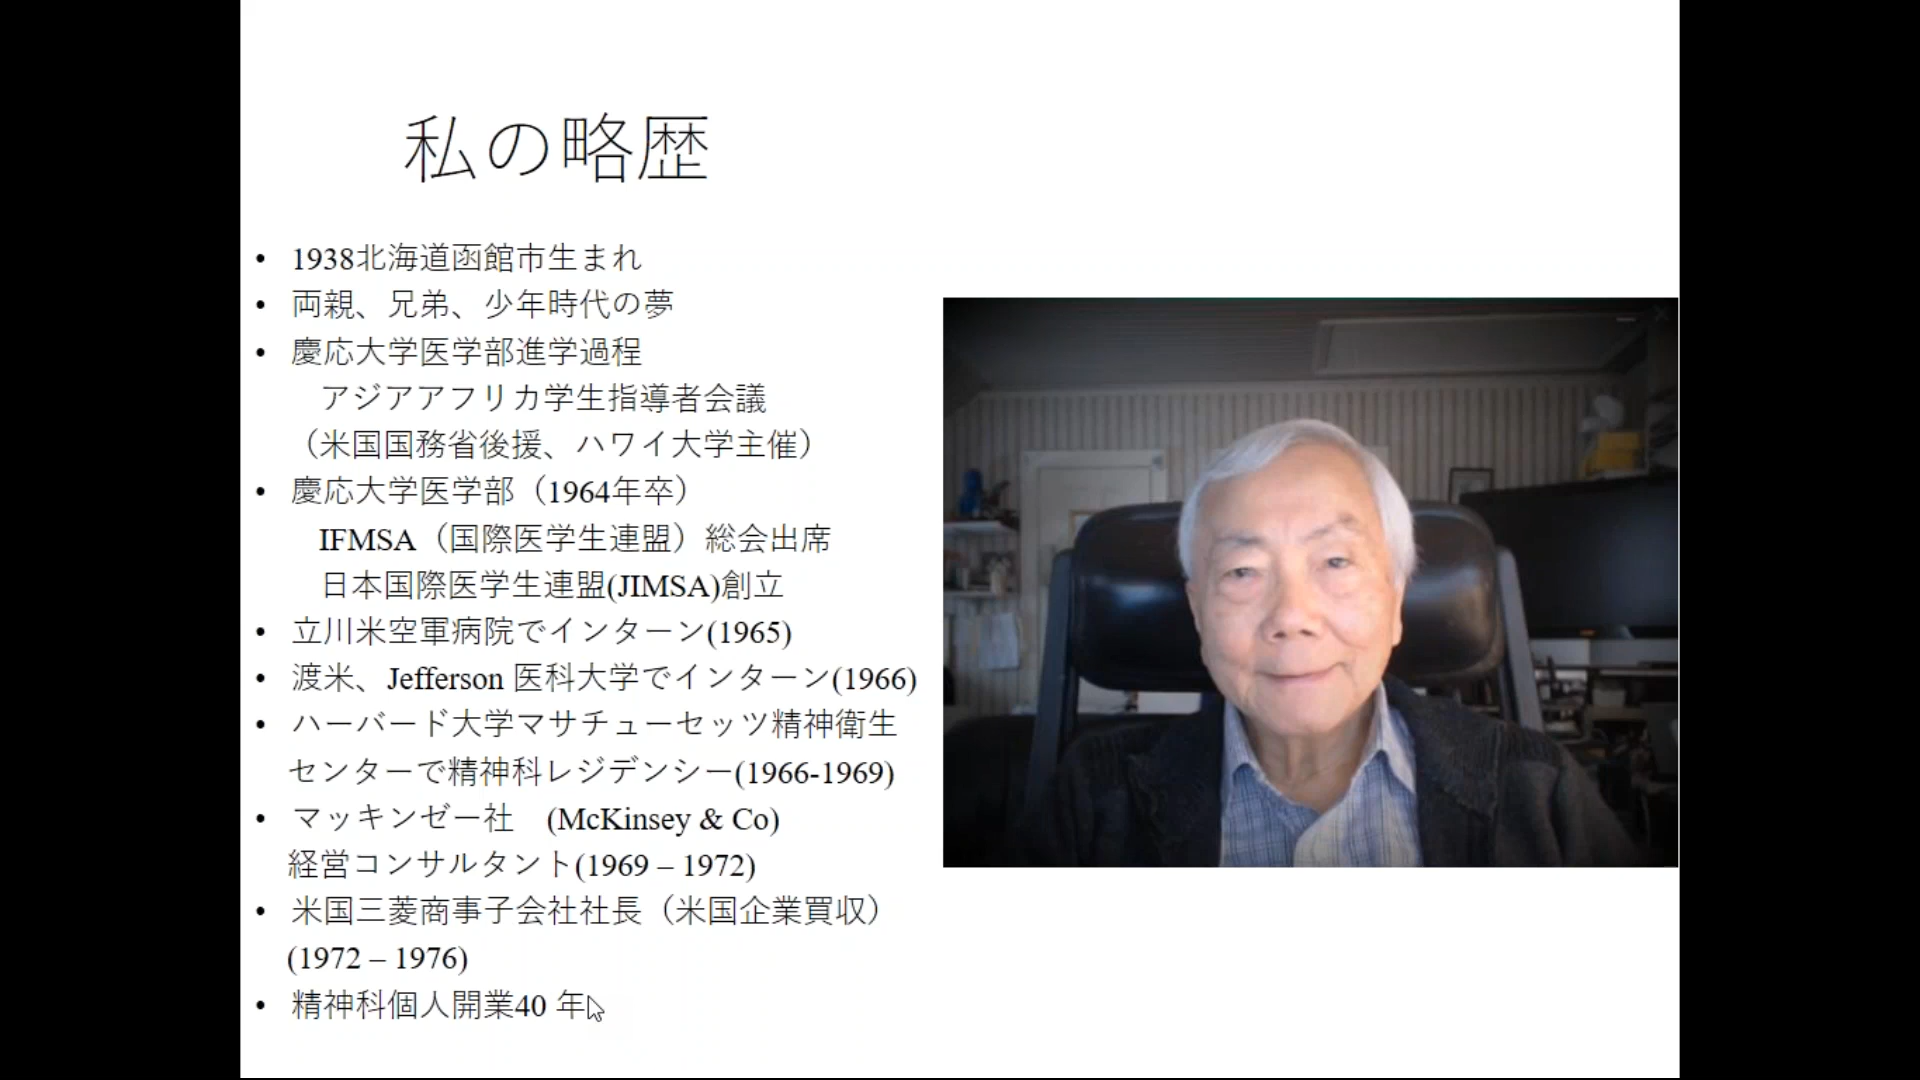 私の略歴
• 1938北海道函館市生まれ
• 両親、兄弟、少年時代の夢
• 慶応大学医学部進学過程
アジアアフリカ学生指導者会議
（米国国務省後援、ハワイ大学主催）
• 慶応大学医学部（1964年卒）
IFMSA（国際医学生連盟）総会出席
日本国際医学生連盟(JIMSA)創立
• 立川米空軍病院でインターン(1965)
• 渡米、Jefferson 医科大学でインターン(1966)
• ハーバード大学マサチューセッツ精神衛生
センターで精神科レジデンシー(1966-1969)
• マッキンゼー社　(McKinsey & Co)
経営コンサルタント(1969 – 1972)
• 米国三菱商事子会社社長（米国企業買収）
(1972 – 1976)
• 精神科個人開業40 年